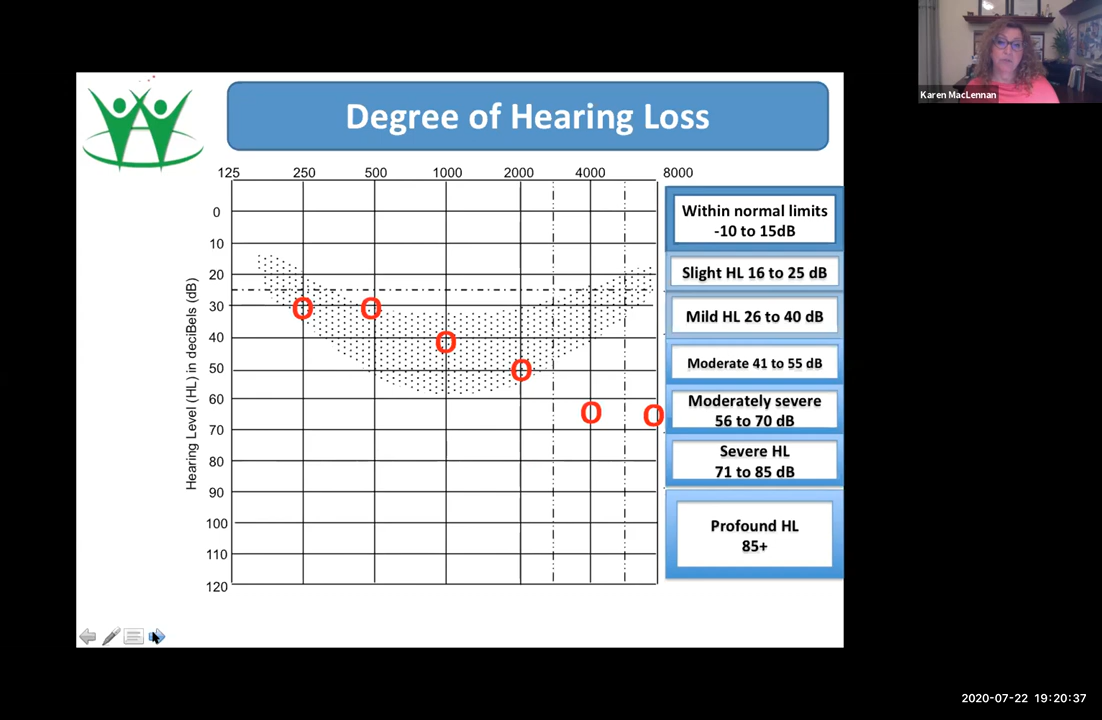 Karen MacLennan
Degree of Hearing Loss
125 250 500 1000 2000 4000 8000
Hearing Level (HL) in deciBels (dB)
0
10
20
30
40
50
60
70
80
90
100
110
120
O O O O O O
Within normal limits
-10 to 15dB
Slight HL 16 to 25 dB
Mild HL 26 to 40 dB
Moderate 41 to 55 dB
Moderately severe
56 to 70 dB
Severe HL
71 to 85 dB
Profound HL
85+
2020-07-22 19:20:37